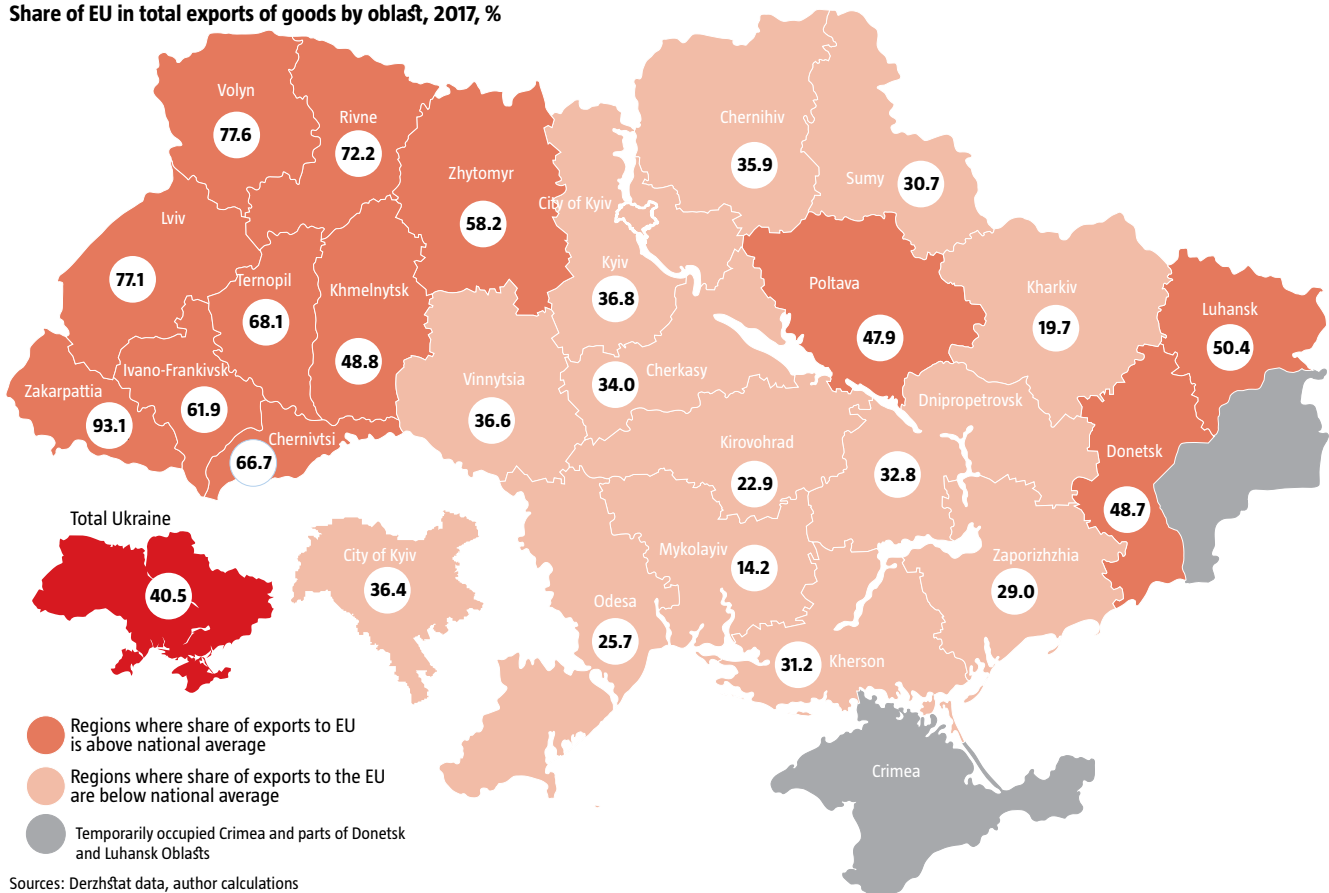 Share of EU in total exports of goods by oblast, 2017, %
Volyn
77.6
Rivne
72.2
Zhytomyr
58.2
City of Kyiv
Chernihiv
35.9
Sumy
30.7
Lviv
77.1
Ternopil
68.1
Khmelnytsk
48.8
Kyiv
36.8
Poltava
47.9
Kharkiv
19.7
Luhansk
50.4
Zakarpattia
93.1
Ivano-Frankivsk
61.9
Chernivtsi
66.7
Vinnytsia
36.6
Cherkasy
34.0
Dnipropetrovsk
32.8
Kirovohrad
22.9
Donetsk
48.7
Total Ukraine
40.5
City of Kyiv
36.4
Odesa
25.7
Mykolayiv
14.2
Zaporizhzhia
29.0
Kherson
31.2
Crimea
Regions where share of exports to EU
is above national average
Regions where share of exports to the EU
are below national average
Temporarily occupied Crimea and parts of Donetsk
and Luhansk Oblasts
Sources: Derzhstat data, author calculations